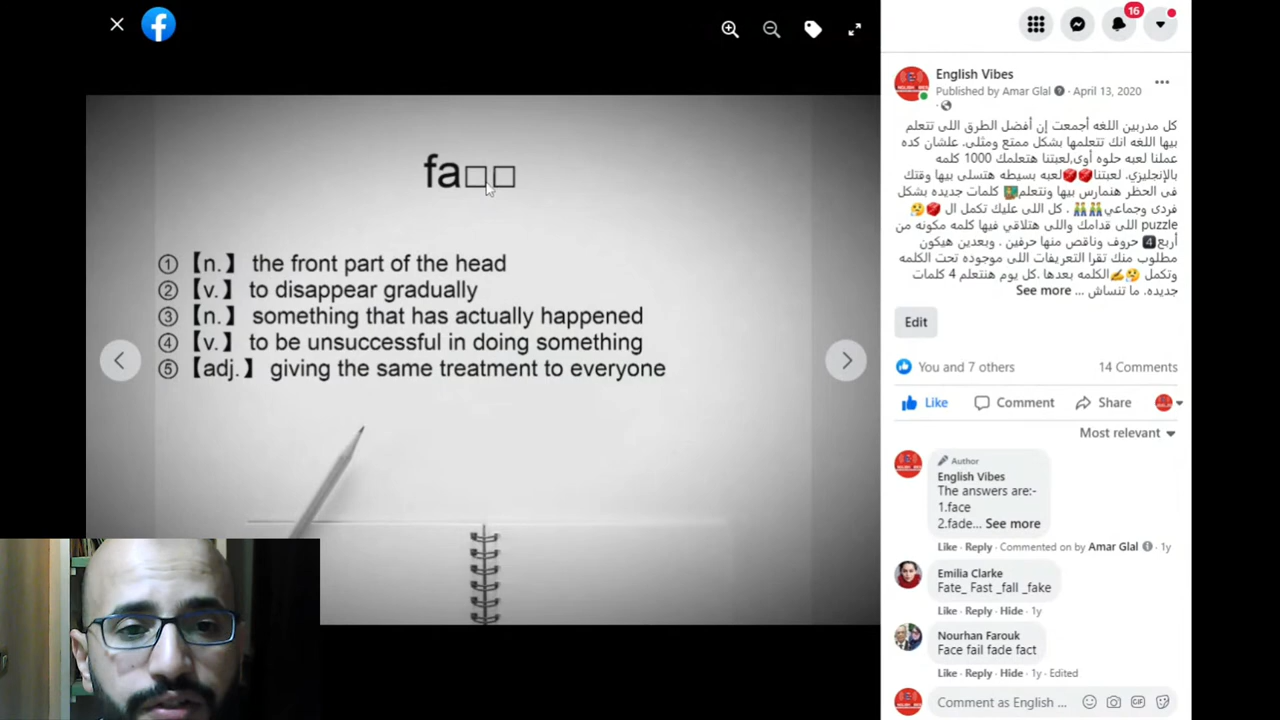 fa□□
① 【n.】 the front part of the head
② 【v.】 to disappear gradually
③ 【n.】 something that has actually happened
④ 【v.】 to be unsuccessful in doing something
⑤ 【adj.】 giving the same treatment to everyone
16
English Vibes
Published by Amar Glal · April 13, 2020
·
كل مدربين اللغه أجمعت إن أفضل الطرق اللى تتعلم
بيها اللغه انك تتعلمها بشكل ممتع ومثلى. علشان كده
عملنا لعبه حلوه أوى,لعبتنا هتعلمك 1000 كلمه
بالإنجليزي. لعبتنا🎲🎲لعبه بسيطه هتسلى بيها وقتك
فى الحظر هنمارس بيها ونتعلم كلمات جديده بشكل
فردى وجماعي👬👬 . كل اللى عليك تكمل ال 🎲🤔
puzzle اللى قدامك واللى هتلاقي فيها كلمه مكونه من
أربع4️⃣ حروف وناقص منها حرفين . وبعدين هيكون
مطلوب منك تقرا التعريفات اللى موجوده تحت الكلمه
وتكمل 🤔✍الكلمه بعدها .كل يوم هنتعلم 4 كلمات
جديده. ما تنساش ... See more
Edit
You and 7 others 14 Comments
Like Comment Share
Most relevant
Author
English Vibes
The answers are:-
1.face
2.fade... See more
Like · Reply · Commented on by Amar Glal · 1y
Emilia Clarke
Fate_ Fast _fall _fake
Like · Reply · Hide · 1y
Nourhan Farouk
Face fail fade fact
Like · Reply · Hide · 1y · Edited
Comment as English ...
GIF